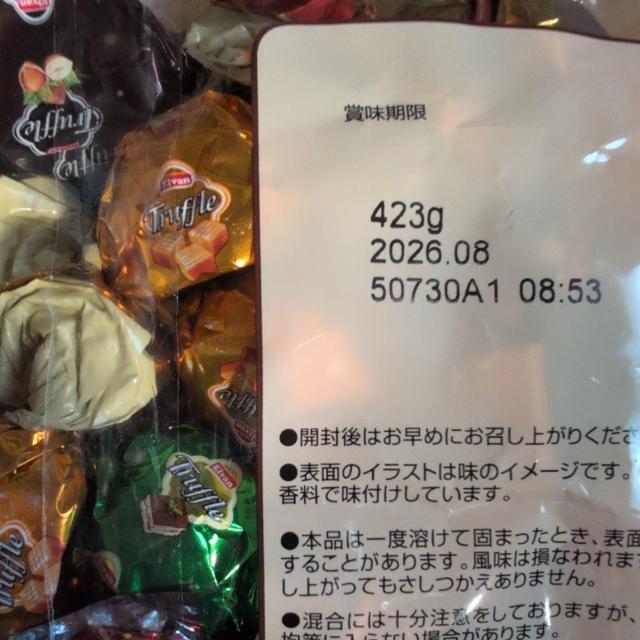 Elvan
Truffle
賞味期限
423g
2026.08
50730A1 08:53
●開封後はお早めにお召し上がりくださ
●表面のイラストは味のイメージです。
香料で味付けしています。
●本品は一度溶けて固まったとき、表面
することがあります。風味は損なわれま
し上がってもさしつかえありません。
●混合には十分注意をしておりますが、
Elvan
Truffle
Truffle
Truffle